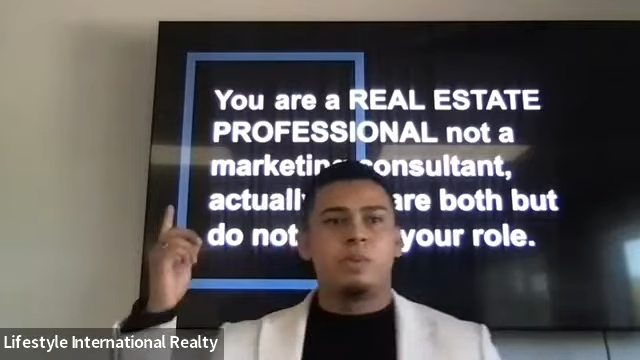 You are a REAL ESTATE
PROFESSIONAL not a
marketing consultant,
actually are both but
do not your role.
Lifestyle International Realty